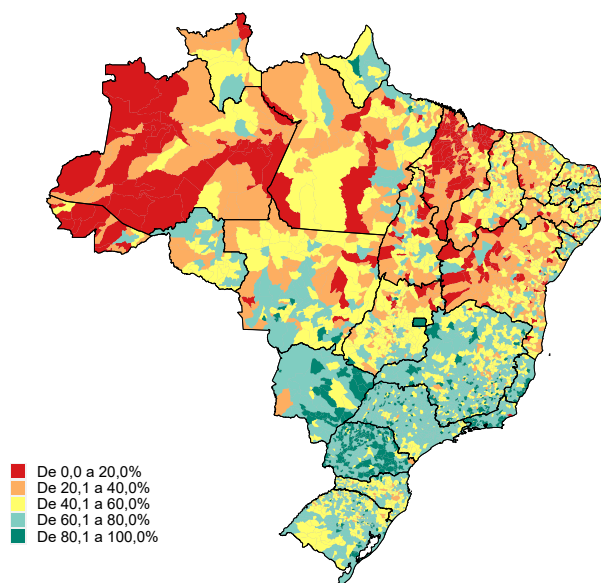 De 0,0 a 20,0%
De 20,1 a 40,0%
De 40,1 a 60,0%
De 60,1 a 80,0%
De 80,1 a 100,0%